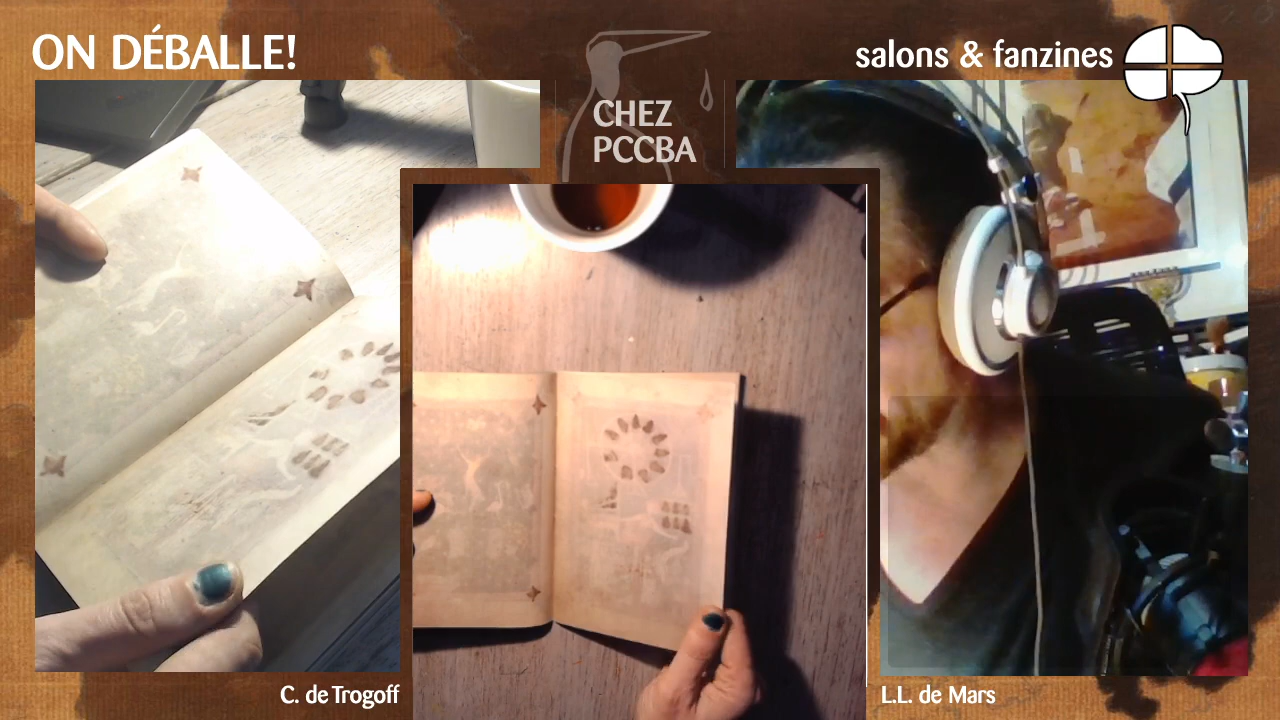 ON DÉBALLE!
salons & fanzines
CHEZ
PCCBA
C. de Trogoff
L.L. de Mars